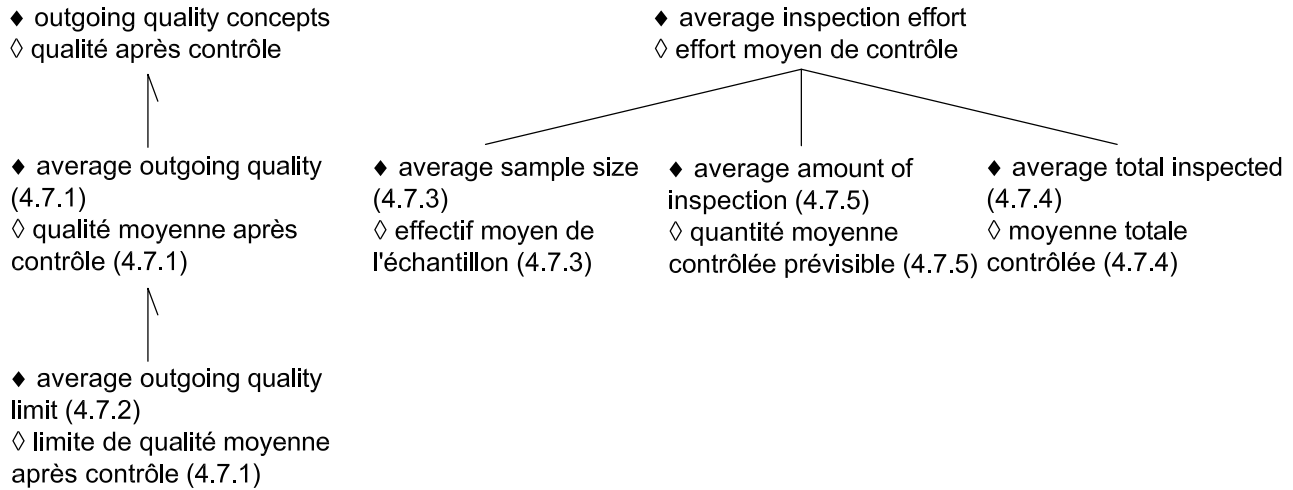 ♦ outgoing quality concepts
◊ qualité après contrôle
♦ average inspection effort
◊ effort moyen de contrôle
♦ average outgoing quality
(4.7.1)
◊ qualité moyenne après
contrôle (4.7.1)
♦ average sample size
(4.7.3)
◊ effectif moyen de
l'échantillon (4.7.3)
♦ average amount of
inspection (4.7.5)
◊ quantité moyenne
contrôlée prévisible (4.7.5)
♦ average total inspected
(4.7.4)
◊ moyenne totale
contrôlée (4.7.4)
♦ average outgoing quality
limit (4.7.2)
◊ limite de qualité moyenne
après contrôle (4.7.1)